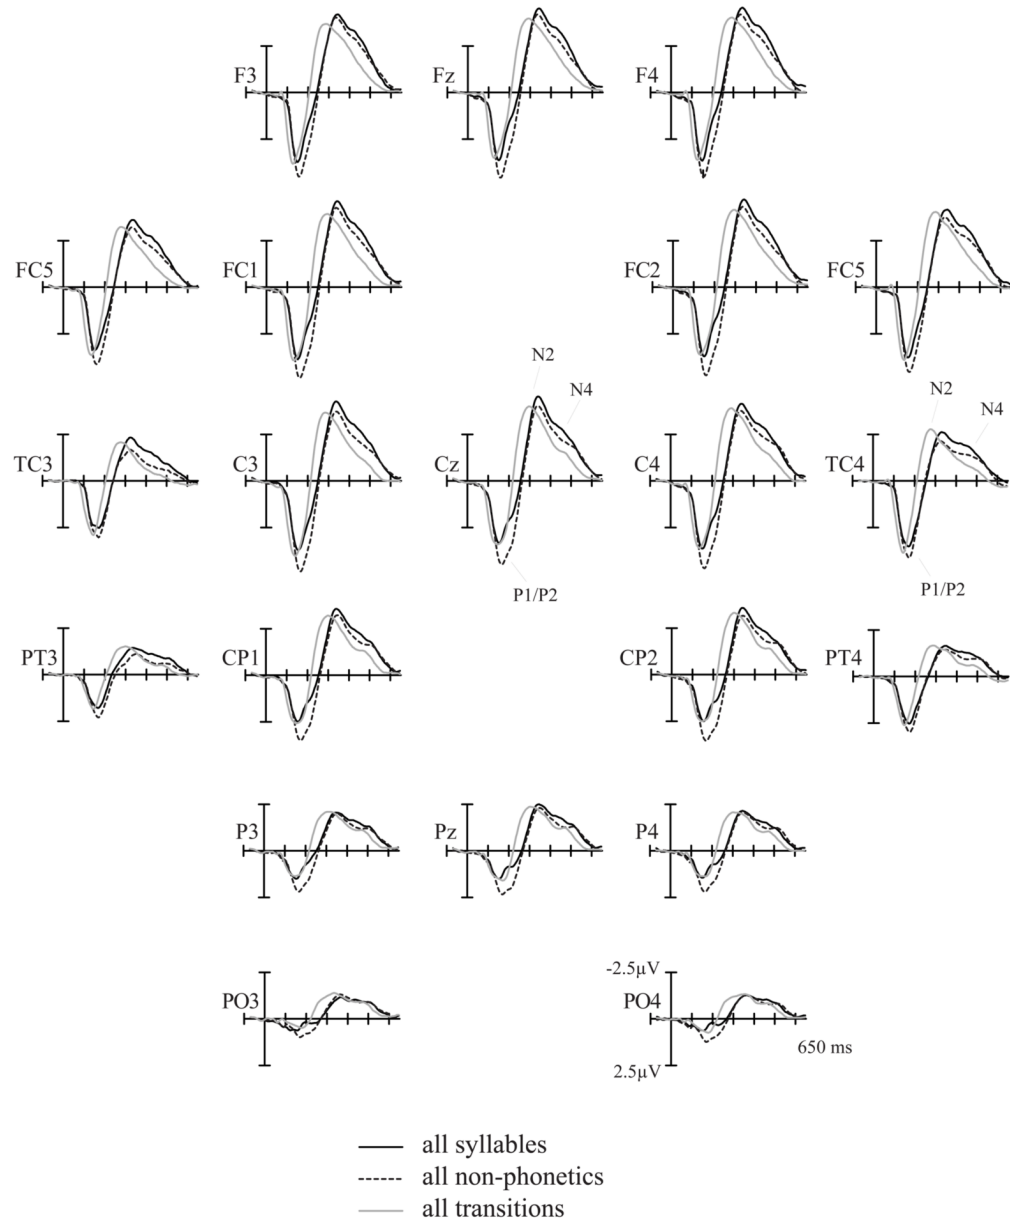 F3
Fz
F4
FC5
FC1
FC2
FC5
N2
N4
N2
N4
TC3
C3
Cz
C4
TC4
P1/P2
P1/P2
PT3
CP1
CP2
PT4
P3
Pz
P4
-2.5µV
PO3
PO4
650 ms
2.5µV
all syllables
all non-phonetics
all transitions